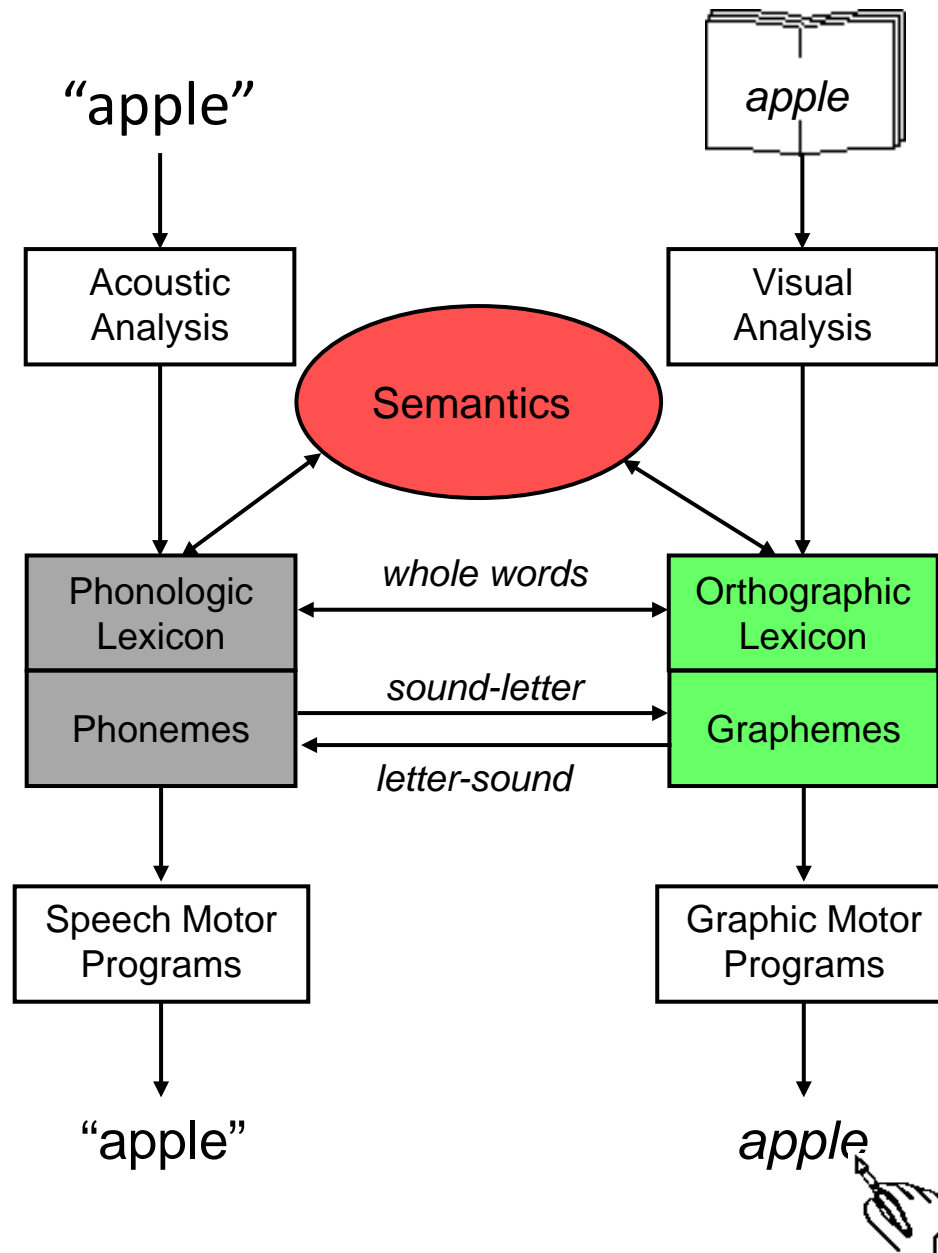 “apple”
apple
Acoustic
Analysis
Visual
Analysis
Semantics
Phonologic
Lexicon
whole words
Orthographic
Lexicon
Phonemes
sound-letter
letter-sound
Graphemes
Speech Motor
Programs
Graphic Motor
Programs
“apple”
apple